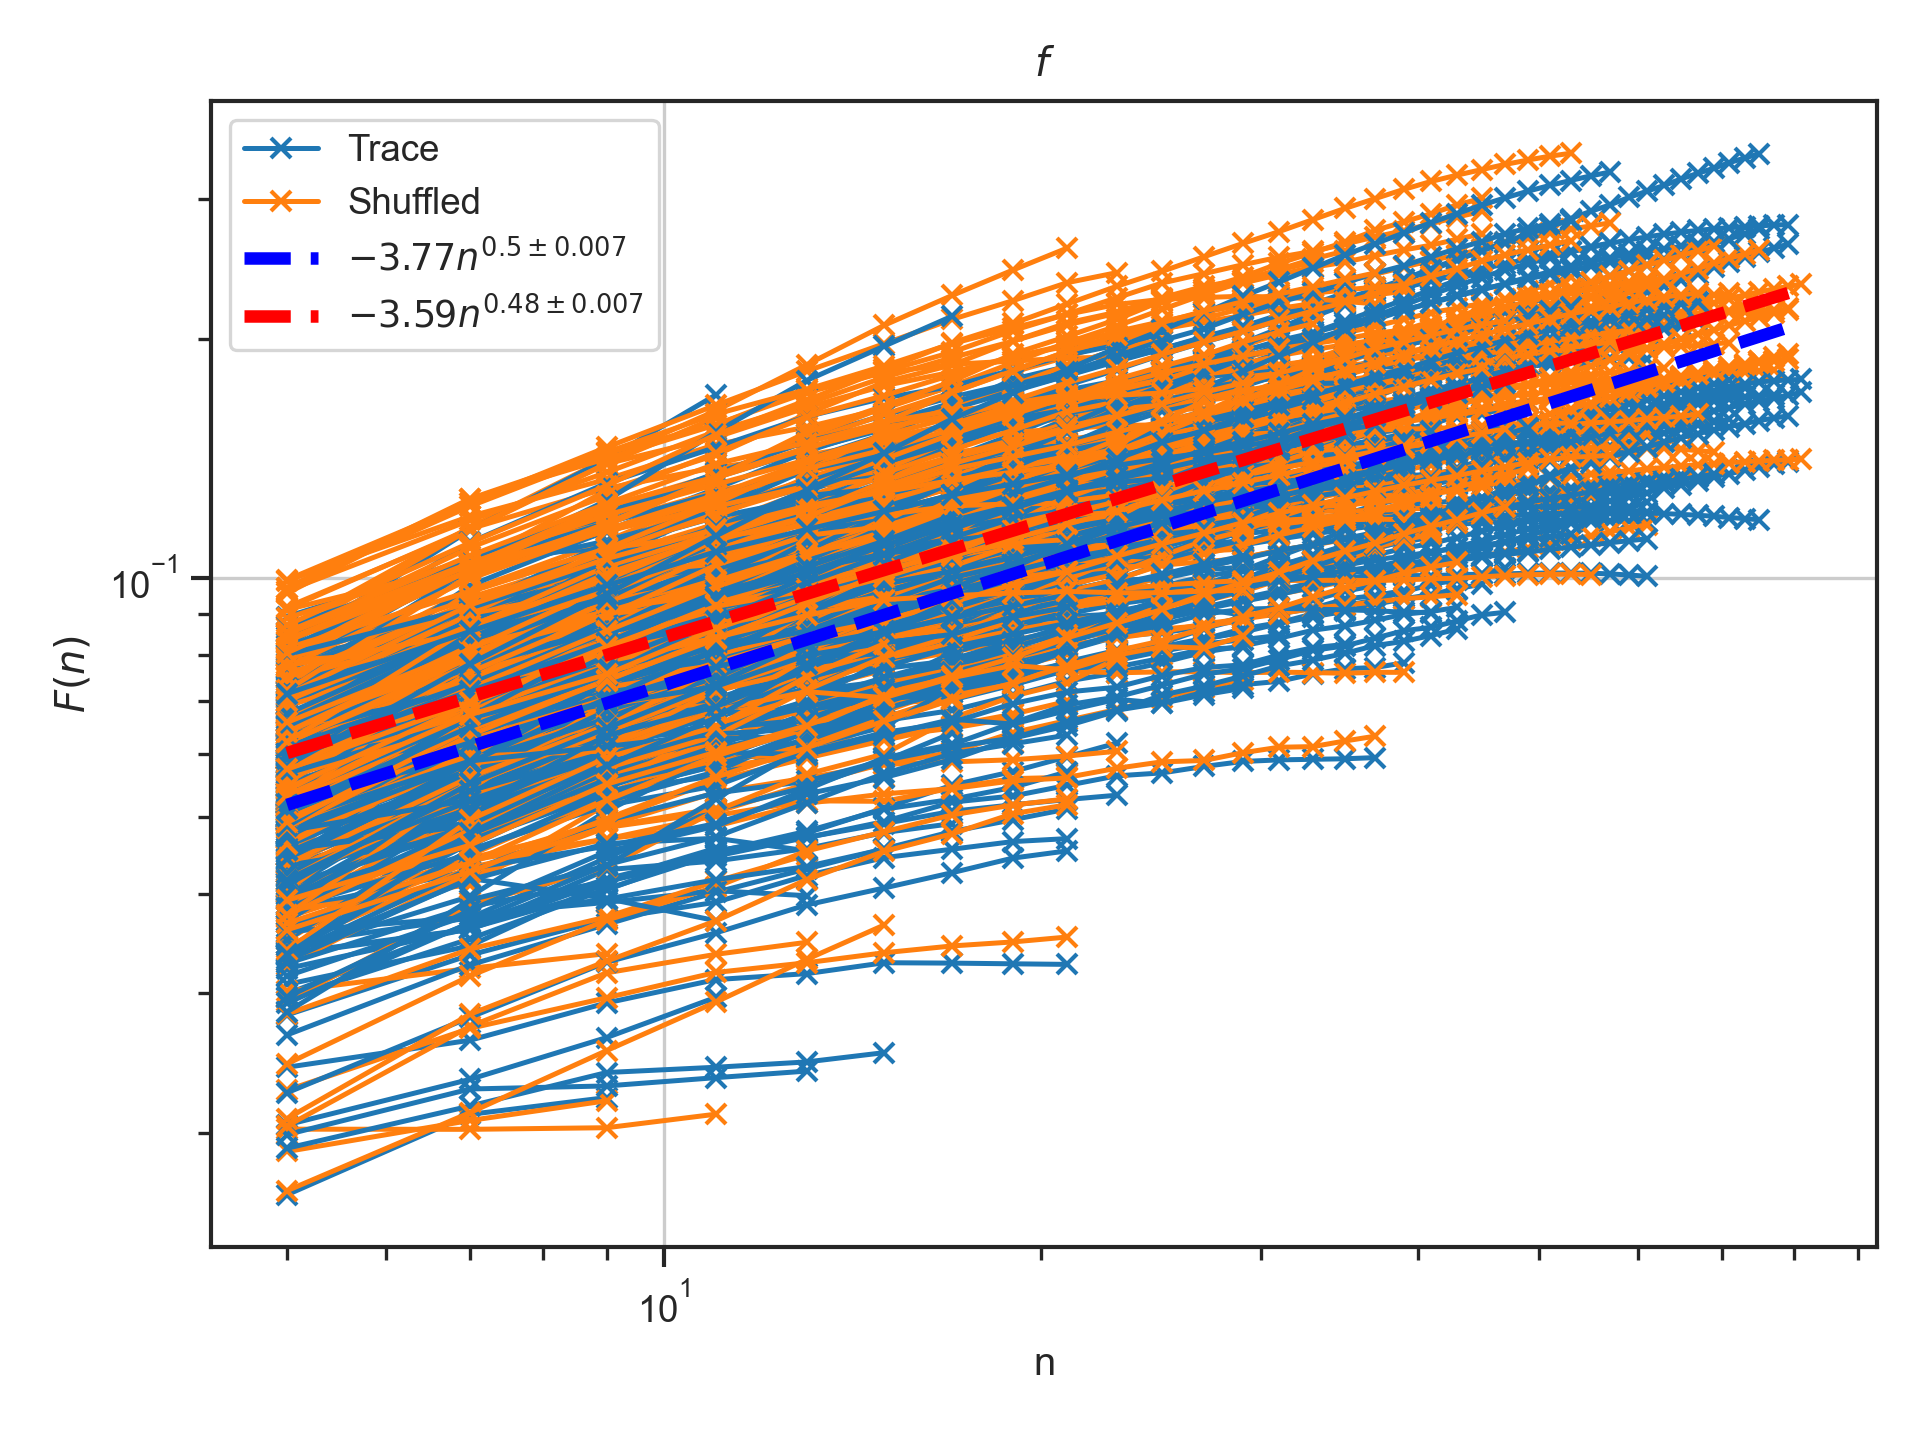 f
Trace
Shuffled
−3.77n^{0.5±0.007}
−3.59n^{0.48±0.007}
10^{−1}
F(n)
10^{1}
n